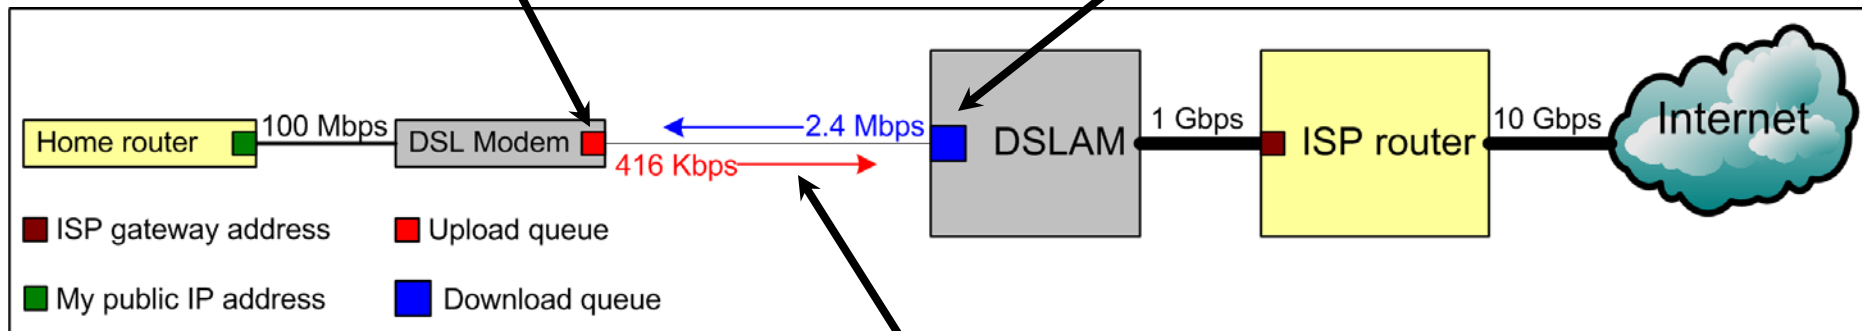 Home router
100 Mbps
DSL Modem
2.4 Mbps
416 Kbps
DSLAM
1 Gbps
ISP router
10 Gbps
Internet
ISP gateway address
Upload queue
My public IP address
Download queue